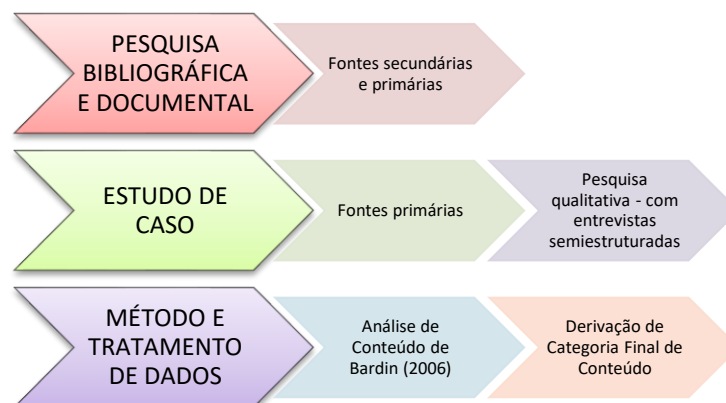 PESQUISA
BIBLIOGRÁFICA
E DOCUMENTAL
Fontes secundárias
e primárias
ESTUDO DE
CASO
Fontes primárias
Pesquisa
qualitativa - com
entrevistas
semiestruturadas
MÉTODO E
TRATAMENTO
DE DADOS
Análise de
Conteúdo de
Bardin (2006)
Derivação de
Categoria Final de
Conteúdo